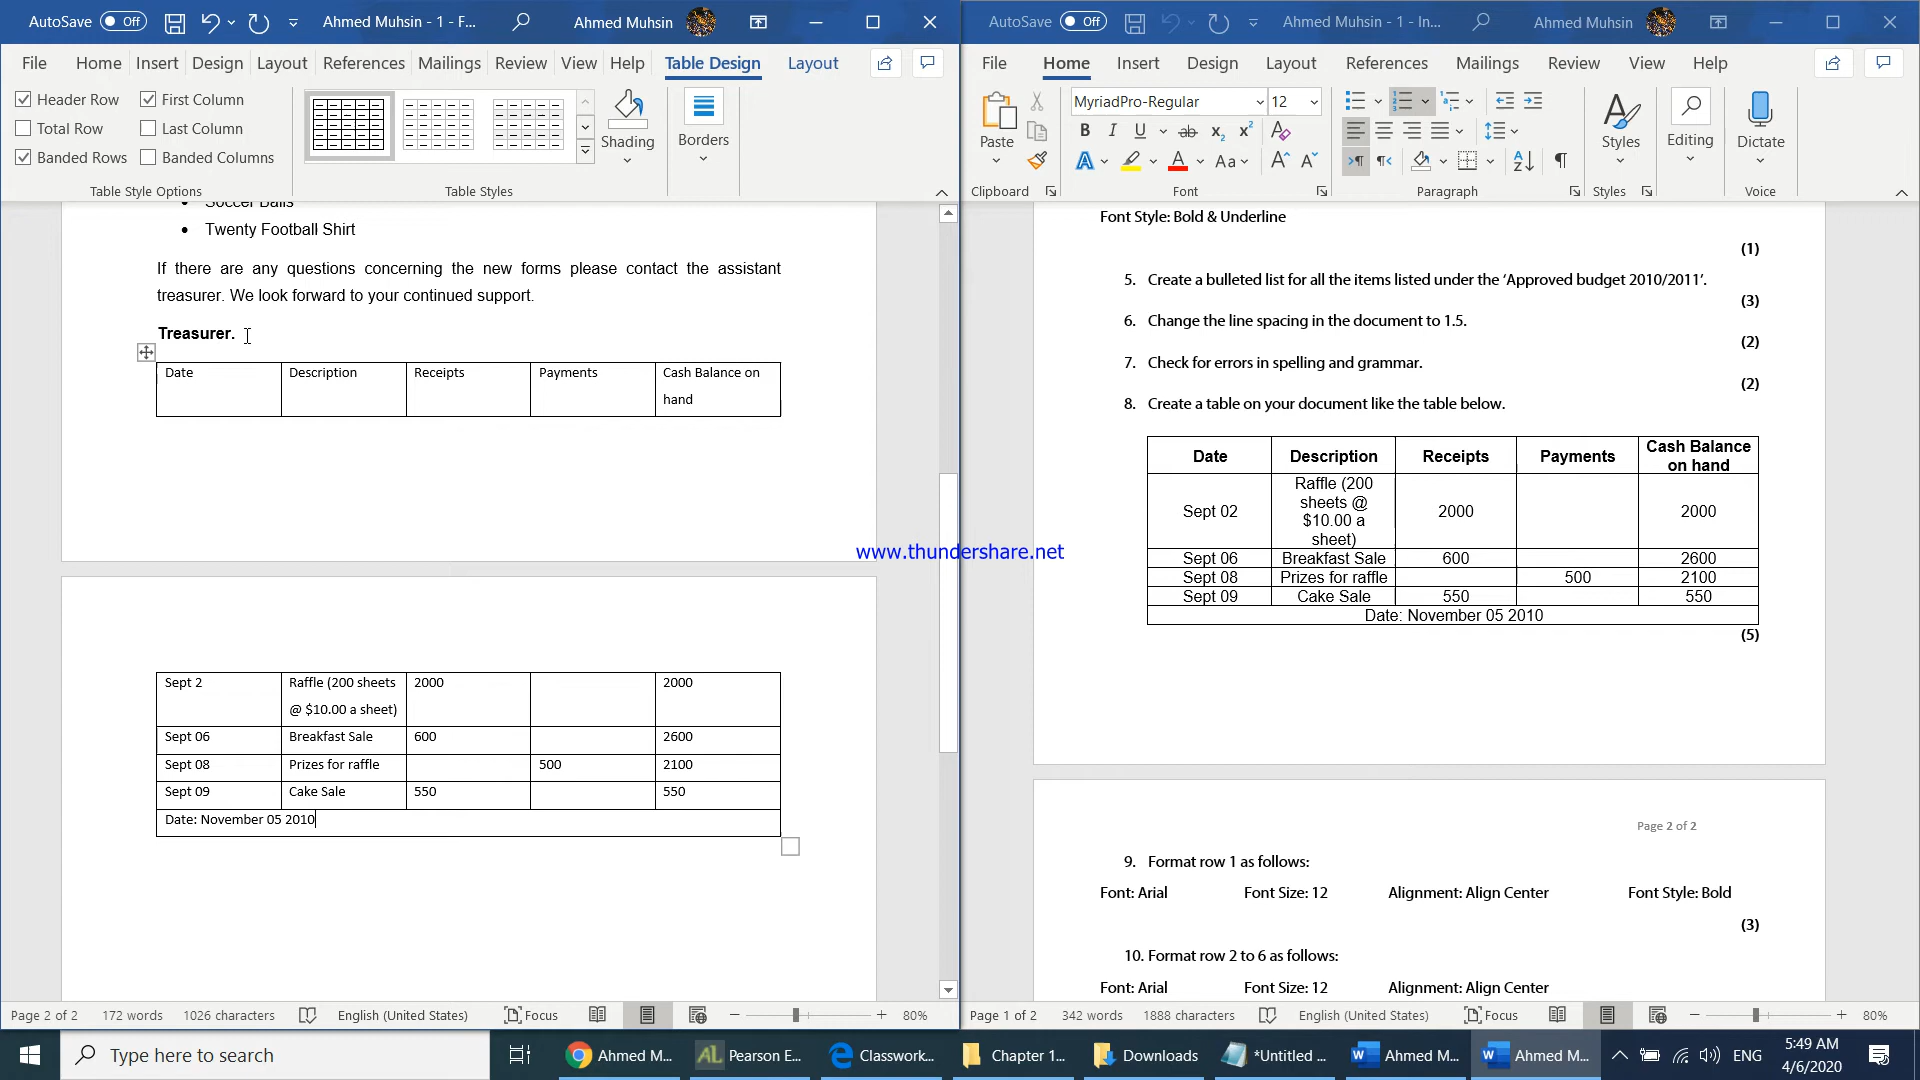 AutoSave Off Ahmed Muhsin - 1 - F... Ahmed Muhsin
File Home Insert Design Layout References Mailings Review View Help Table Design Layout
Header Row First Column
Total Row Last Column
Banded Rows Banded Columns
Shading Borders
Table Style Options Table Styles
Soccer Balls
• Twenty Football Shirt
If there are any questions concerning the new forms please contact the assistant
treasurer. We look forward to your continued support.
Treasurer.
Date Description Receipts Payments Cash Balance on
hand
Sept 2 Raffle (200 sheets 2000 2000
@ $10.00 a sheet)
Sept 06 Breakfast Sale 600 2600
Sept 08 Prizes for raffle 500 2100
Sept 09 Cake Sale 550 550
Date: November 05 2010
Page 2 of 2 172 words 1026 characters English (United States) Focus 80%
www.thundershare.net
AutoSave Off Ahmed Muhsin - 1 - In... Ahmed Muhsin
File Home Insert Design Layout References Mailings Review View Help
MyriadPro-Regular 12
Paste Styles Editing Dictate
Clipboard Font Paragraph Styles Voice
Font Style: Bold & Underline
(1)
5. Create a bulleted list for all the items listed under the ‘Approved budget 2010/2011’.
(3)
6. Change the line spacing in the document to 1.5.
(2)
7. Check for errors in spelling and grammar.
(2)
8. Create a table on your document like the table below.
Date Description Receipts Payments Cash Balance
on hand
Sept 02 Raffle (200
sheets @
$10.00 a
sheet) 2000 2000
Sept 06 Breakfast Sale 600 2600
Sept 08 Prizes for raffle 500 2100
Sept 09 Cake Sale 550 550
Date: November 05 2010
(5)
Page 2 of 2
9. Format row 1 as follows:
Font: Arial Font Size: 12 Alignment: Align Center Font Style: Bold
(3)
10. Format row 2 to 6 as follows:
Font: Arial Font Size: 12 Alignment: Align Center
Page 1 of 2 342 words 1888 characters English (United States) Focus 80%
Type here to search Ahmed M... Pearson E... Classwork... Chapter 1... Downloads *Untitled ... Ahmed M... Ahmed M... ENG 5:49 AM
4/6/2020